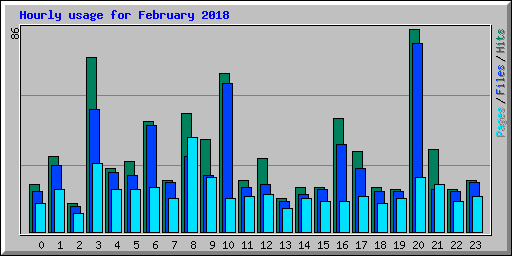 Hourly usage for February 2018
86
Pages / Files / Hits
0 1 2 3 4 5 6 7 8 9 10 11 12 13 14 15 16 17 18 19 20 21 22 23